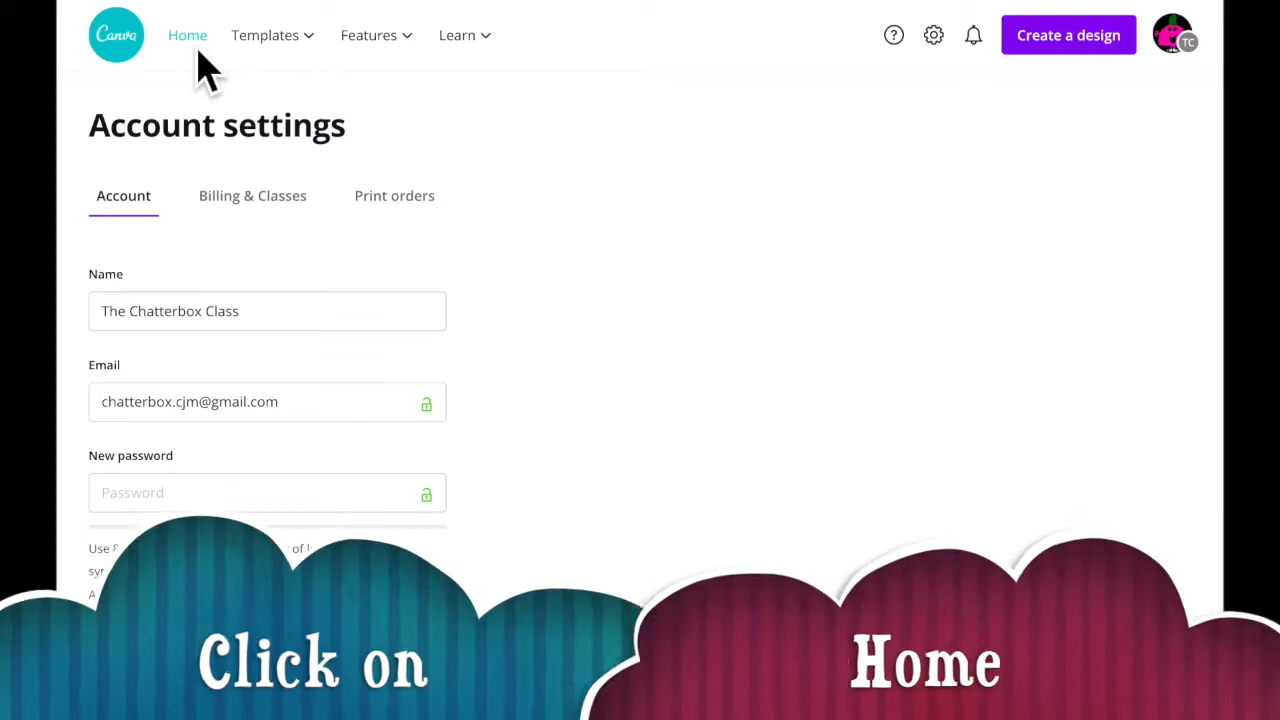 Canva
Home Templates Features Learn
Create a design
TC
Account settings
Account Billing & Classes Print orders
Name
The Chatterbox Class
Email
chatterbox.cjm@gmail.com
New password
Password
Use
Click on Home